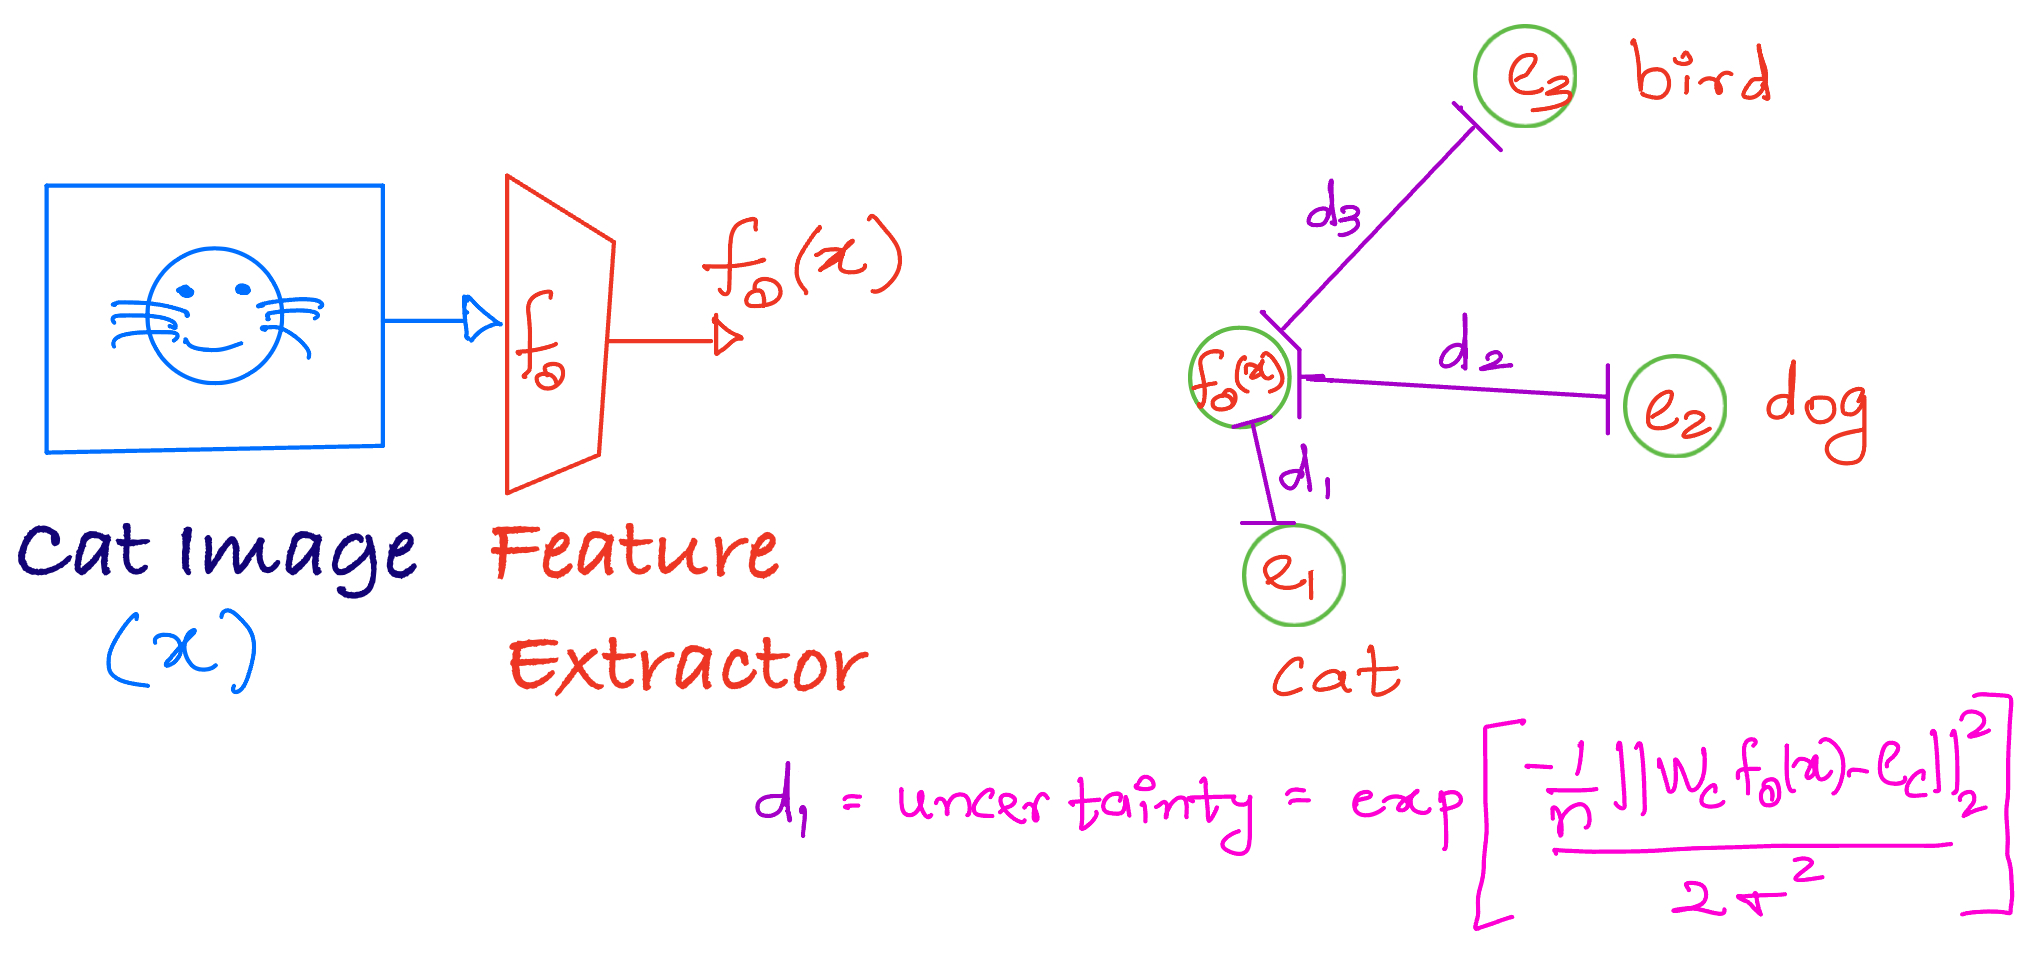 e3 bird
d3
fθ(x)
fθ
d2
fθ(x)
e2 dog
d1
e1
Cat Image
Feature
(x)
Extractor
cat
d1 = uncertainty = exp[ (-1/n ||Wc fθ(x) - ec||₂²) / 2σ² ]